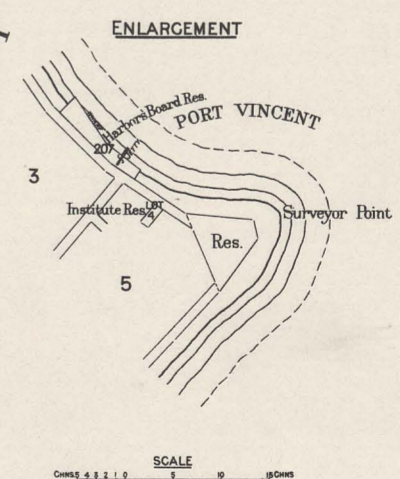 ENLARGEMENT
Harbors Board Res.
PORT VINCENT
207
3
Institute Res.
LOT
4
Surveyor Point
Res.
5
SCALE
CHNS.5 4 3 2 1 0 5 10 15 CHNS